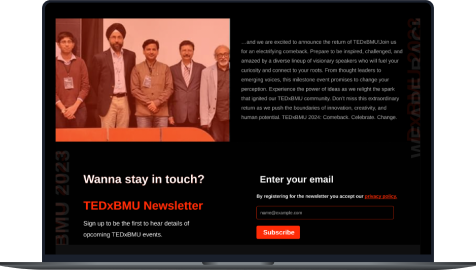 ...and we are excited to announce the return of TEDxBMU!Join us
for an electrifying comeback. Prepare to be inspired, challenged, and
amazed by a diverse lineup of visionary speakers who will fuel your
curiosity and connect to your roots. From thought leaders to
emerging voices, this milestone event promises to change your
perception. Experience the power of ideas as we relight the spark
that ignited our TEDxBMU community. Don't miss this extraordinary
return as we push the boundaries of innovation, creativity, and
human potential. TEDxBMU 2024: Comeback. Celebrate. Change.
WE ARE BACK
BMU 2023
Wanna stay in touch?
TEDxBMU Newsletter
Sign up to be the first to hear details of
upcoming TEDxBMU events.
Enter your email
By registering for the newsletter you accept our privacy policy.
name@example.com
Subscribe